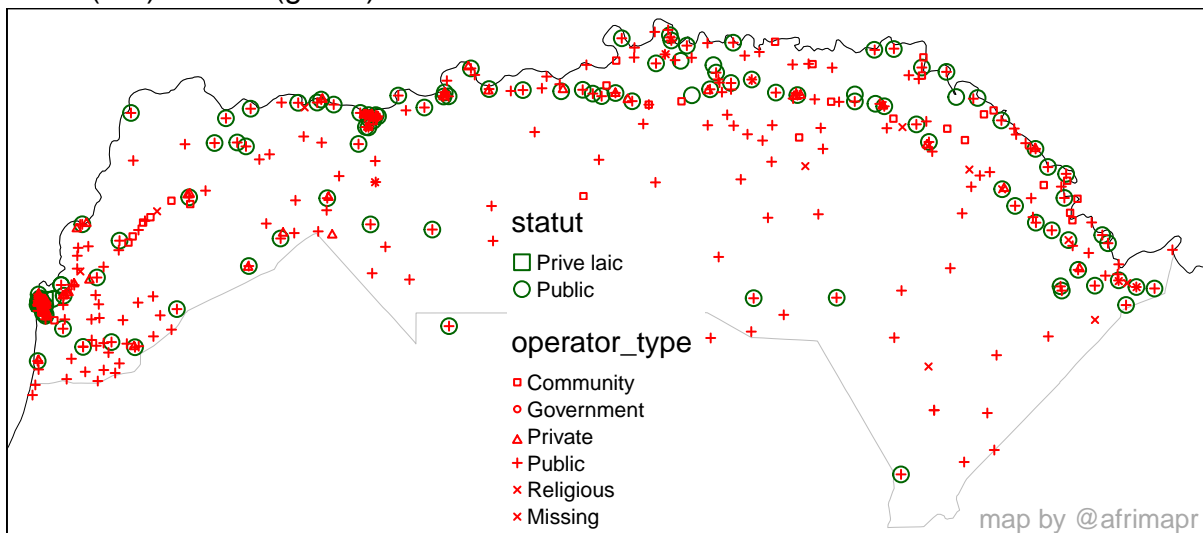 statut
Prive laic
Public
operator_type
Community
Government
Private
Public
Religious
Missing
map by @afrimapr